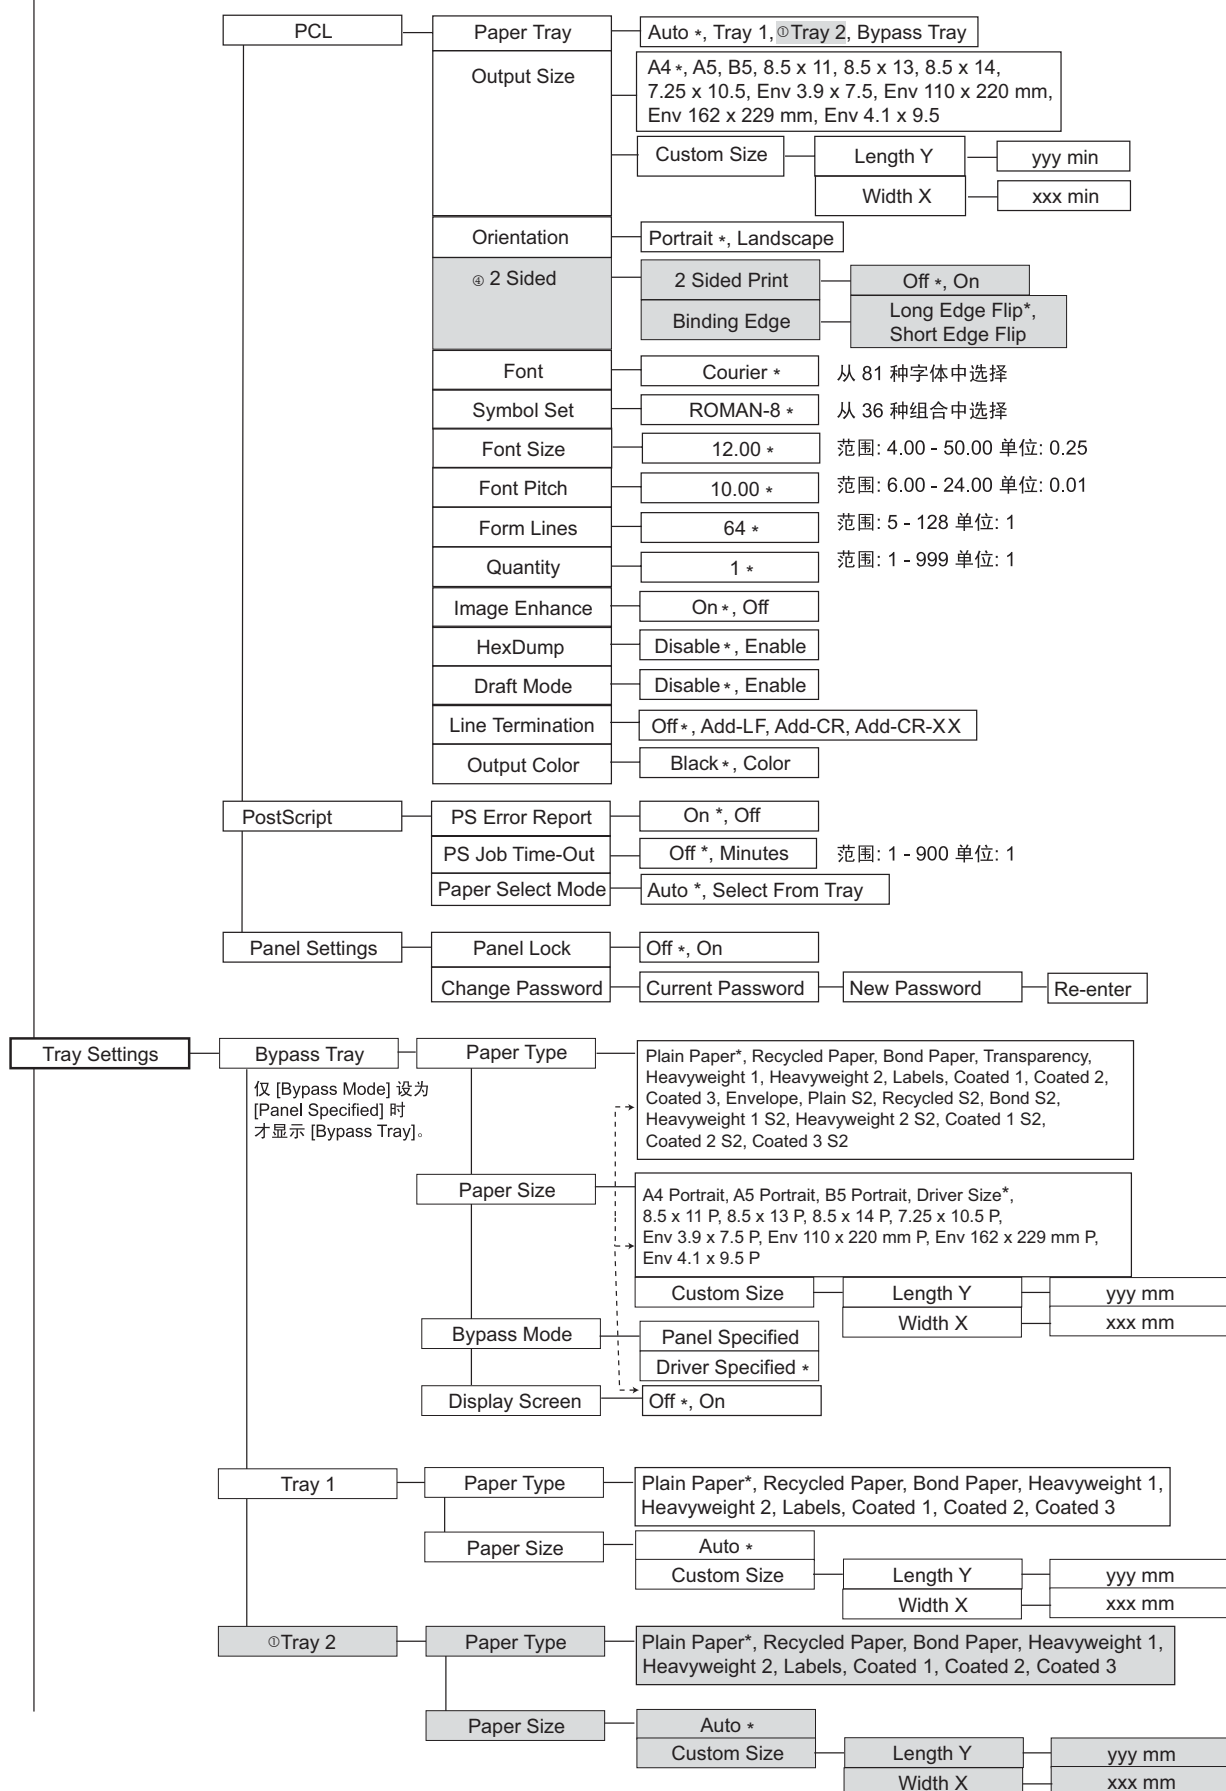 PCL
Paper Tray
Auto *, Tray 1, ①Tray 2, Bypass Tray
Output Size
A4 *, A5, B5, 8.5 x 11, 8.5 x 13, 8.5 x 14,
7.25 x 10.5, Env 3.9 x 7.5, Env 110 x 220 mm,
Env 162 x 229 mm, Env 4.1 x 9.5
Custom Size
Length Y
yyy min
Width X
xxx min
Orientation
Portrait *, Landscape
④ 2 Sided
2 Sided Print
Off *, On
Binding Edge
Long Edge Flip*,
Short Edge Flip
Font
Courier *
从 81 种字体中选择
Symbol Set
ROMAN-8 *
从 36 种组合中选择
Font Size
12.00 *
范围: 4.00 - 50.00 单位: 0.25
Font Pitch
10.00 *
范围: 6.00 - 24.00 单位: 0.01
Form Lines
64 *
范围: 5 - 128 单位: 1
Quantity
1 *
范围: 1 - 999 单位: 1
Image Enhance
On *, Off
HexDump
Disable *, Enable
Draft Mode
Disable *, Enable
Line Termination
Off *, Add-LF, Add-CR, Add-CR-XX
Output Color
Black *, Color
PostScript
PS Error Report
On *, Off
PS Job Time-Out
Off *, Minutes
范围: 1 - 900 单位: 1
Paper Select Mode
Auto *, Select From Tray
Panel Settings
Panel Lock
Off *, On
Change Password
Current Password
New Password
Re-enter
Tray Settings
Bypass Tray
仅 [Bypass Mode] 设为
[Panel Specified] 时
才显示 [Bypass Tray]。
Paper Type
Plain Paper*, Recycled Paper, Bond Paper, Transparency,
Heavyweight 1, Heavyweight 2, Labels, Coated 1, Coated 2,
Coated 3, Envelope, Plain S2, Recycled S2, Bond S2,
Heavyweight 1 S2, Heavyweight 2 S2, Coated 1 S2,
Coated 2 S2, Coated 3 S2
Paper Size
A4 Portrait, A5 Portrait, B5 Portrait, Driver Size*,
8.5 x 11 P, 8.5 x 13 P, 8.5 x 14 P, 7.25 x 10.5 P,
Env 3.9 x 7.5 P, Env 110 x 220 mm P, Env 162 x 229 mm P,
Env 4.1 x 9.5 P
Custom Size
Length Y
yyy mm
Width X
xxx mm
Bypass Mode
Panel Specified
Driver Specified *
Display Screen
Off *, On
Tray 1
Paper Type
Plain Paper*, Recycled Paper, Bond Paper, Heavyweight 1,
Heavyweight 2, Labels, Coated 1, Coated 2, Coated 3
Paper Size
Auto *
Custom Size
Length Y
yyy mm
Width X
xxx mm
①Tray 2
Paper Type
Plain Paper*, Recycled Paper, Bond Paper, Heavyweight 1,
Heavyweight 2, Labels, Coated 1, Coated 2, Coated 3
Paper Size
Auto *
Custom Size
Length Y
yyy mm
Width X
xxx mm